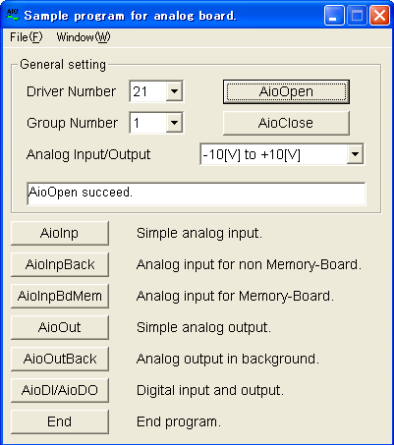 AIO Sample program for analog board.
File(F) Window(W)
General setting
Driver Number 21 AioOpen
Group Number 1 AioClose
Analog Input/Output -10[V] to +10[V]
AioOpen succeed.
AioInp Simple analog input.
AioInpBack Analog input for non Memory-Board.
AioInpBdMem Analog input for Memory-Board.
AioOut Simple analog output.
AioOutBack Analog output in background.
AioDI/AioDO Digital input and output.
End End program.